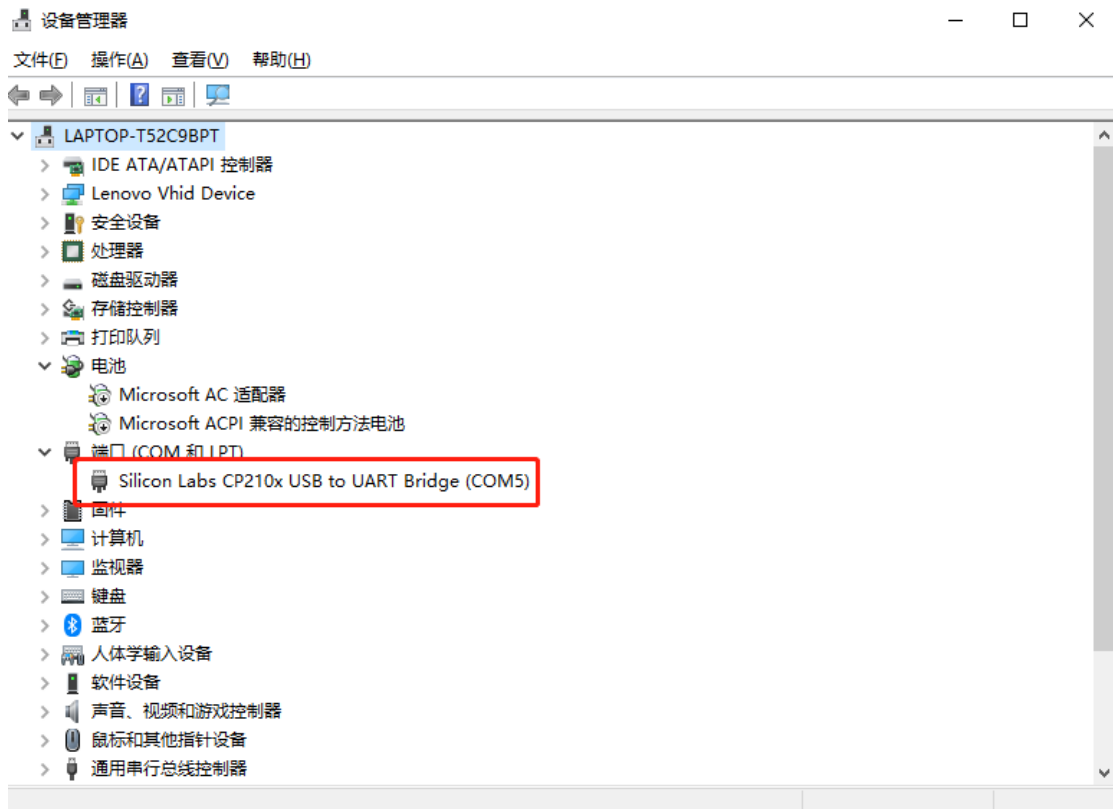 设备管理器
文件(F) 操作(A) 查看(V) 帮助(H)
LAPTOP-T52C9BPT
IDE ATA/ATAPI 控制器
Lenovo Vhid Device
安全设备
处理器
磁盘驱动器
存储控制器
打印队列
电池
Microsoft AC 适配器
Microsoft ACPI 兼容的控制方法电池
端口 (COM 和 LPT)
Silicon Labs CP210x USB to UART Bridge (COM5)
固件
计算机
监视器
键盘
蓝牙
人体学输入设备
软件设备
声音、视频和游戏控制器
鼠标和其他指针设备
通用串行总线控制器